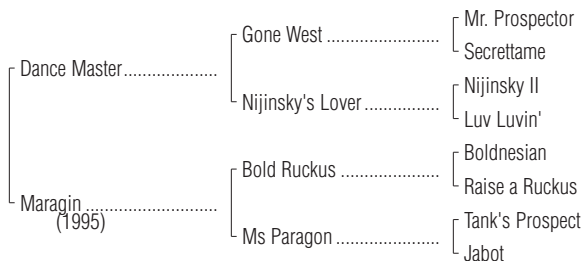 Mr. Prospector
Gone West ........................
Secrettame
Dance Master....................
Nijinsky II
Nijinsky's Lover ................
Luv Luvin'
Boldnesian
Bold Ruckus .....................
Raise a Ruckus
Maragin ............................
(1995)
Tank's Prospect
Ms Paragon ......................
Jabot